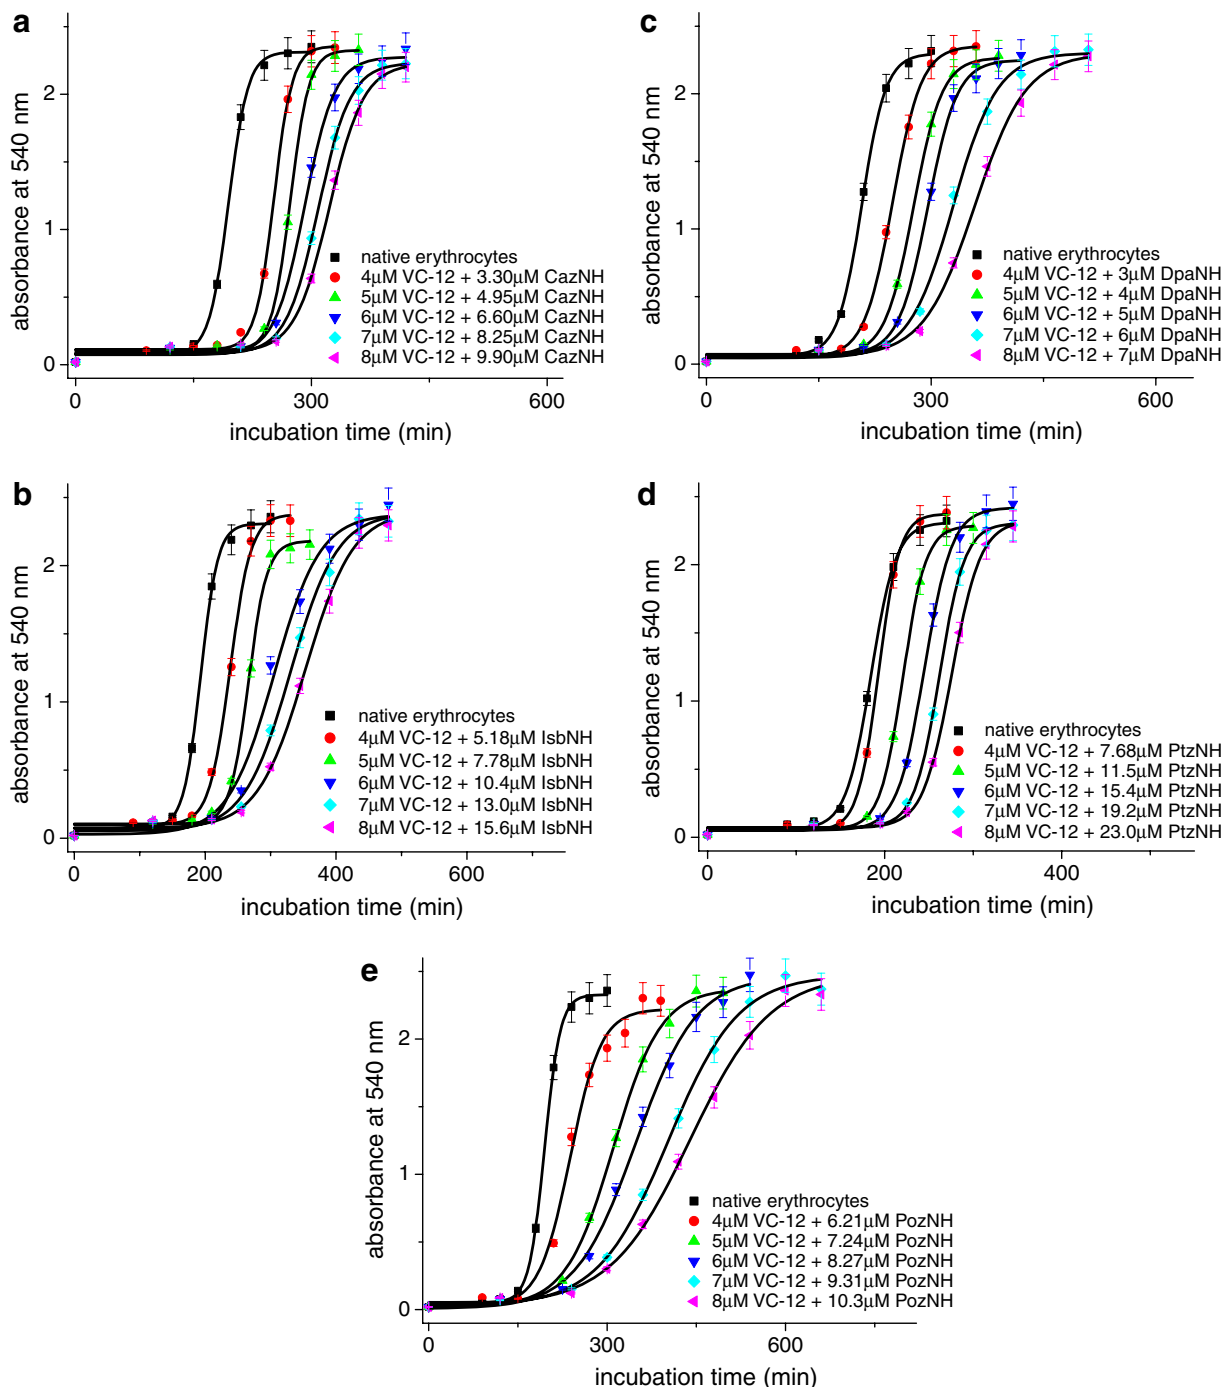 a
absorbance at 540 nm
2
1
0
native erythrocytes
4µM VC-12 + 3.30µM CazNH
5µM VC-12 + 4.95µM CazNH
6µM VC-12 + 6.60µM CazNH
7µM VC-12 + 8.25µM CazNH
8µM VC-12 + 9.90µM CazNH
0 300 600
incubation time (min)
c
absorbance at 540 nm
2
1
0
native erythrocytes
4µM VC-12 + 3µM DpaNH
5µM VC-12 + 4µM DpaNH
6µM VC-12 + 5µM DpaNH
7µM VC-12 + 6µM DpaNH
8µM VC-12 + 7µM DpaNH
0 300 600
incubation time (min)
b
absorbance at 540 nm
2
1
0
native erythrocytes
4µM VC-12 + 5.18µM IsbNH
5µM VC-12 + 7.78µM IsbNH
6µM VC-12 + 10.4µM IsbNH
7µM VC-12 + 13.0µM IsbNH
8µM VC-12 + 15.6µM IsbNH
0 200 400 600
incubation time (min)
d
absorbance at 540 nm
2
1
0
native erythrocytes
4µM VC-12 + 7.68µM PtzNH
5µM VC-12 + 11.5µM PtzNH
6µM VC-12 + 15.4µM PtzNH
7µM VC-12 + 19.2µM PtzNH
8µM VC-12 + 23.0µM PtzNH
0 200 400
incubation time (min)
e
absorbance at 540 nm
2
1
0
native erythrocytes
4µM VC-12 + 6.21µM PozNH
5µM VC-12 + 7.24µM PozNH
6µM VC-12 + 8.27µM PozNH
7µM VC-12 + 9.31µM PozNH
8µM VC-12 + 10.3µM PozNH
0 300 600
incubation time (min)